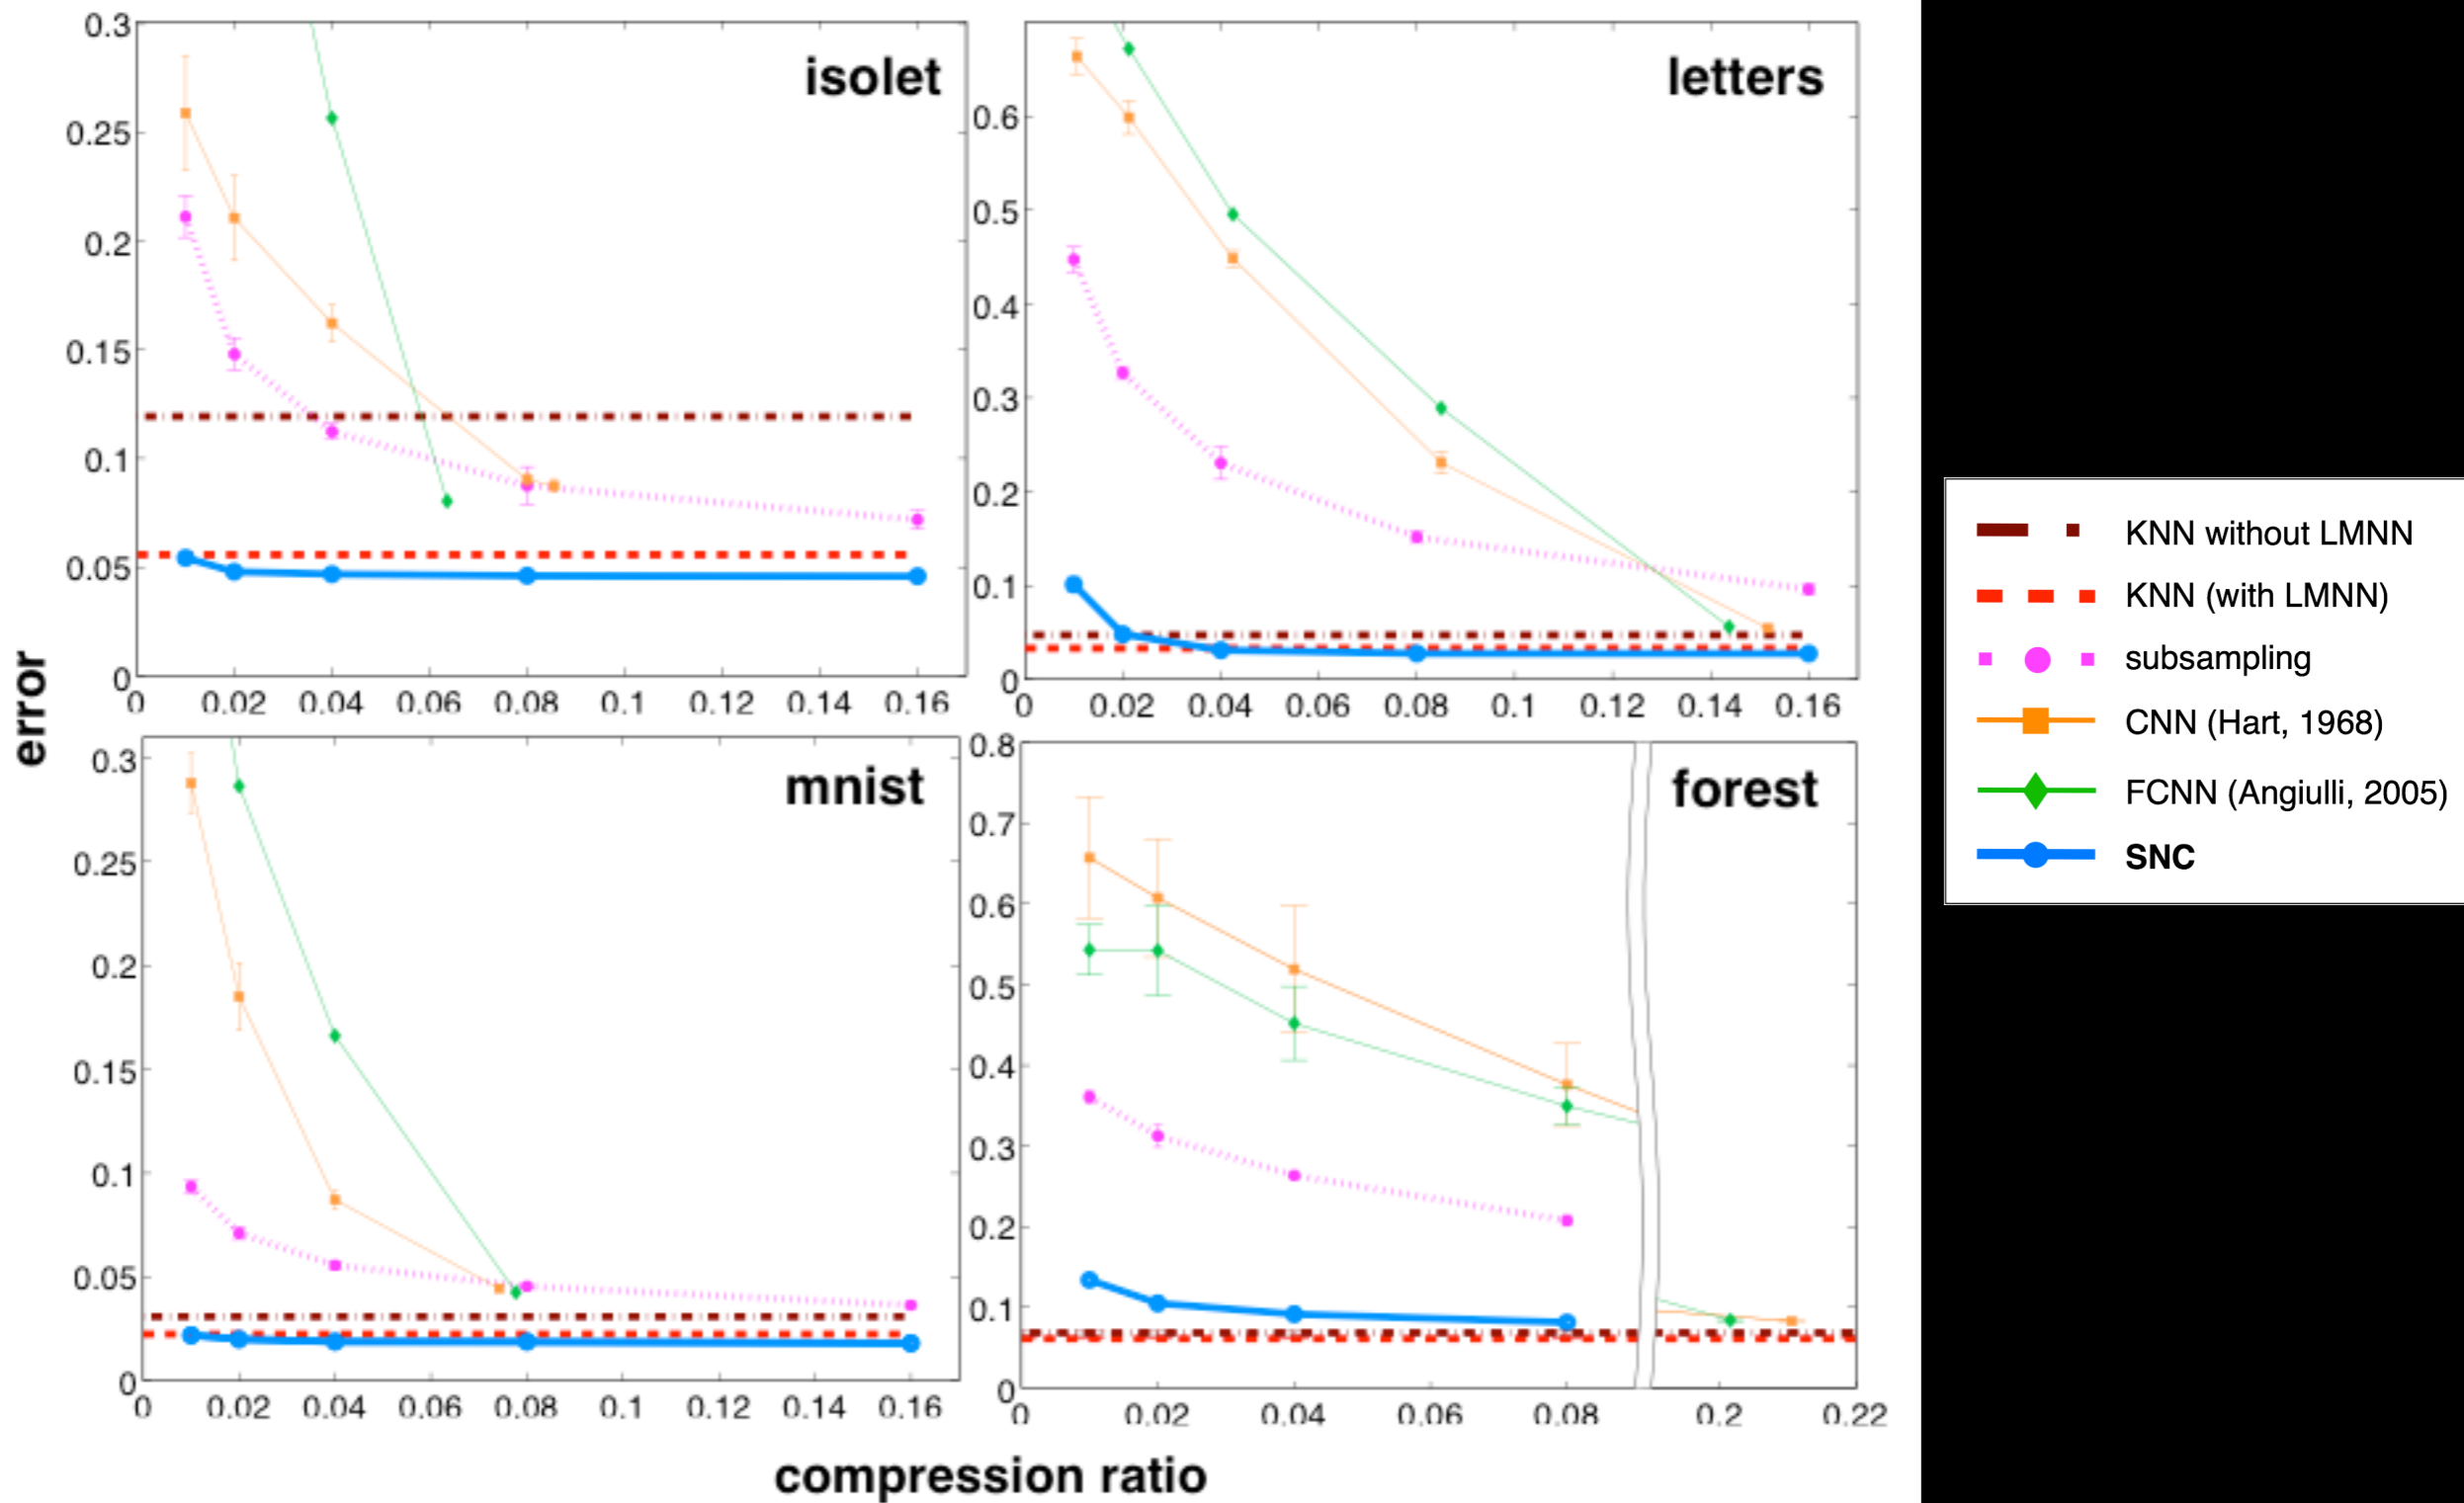 isolet
0.3
0.25
0.2
0.15
0.1
0.05
0
0 0.02 0.04 0.06 0.08 0.1 0.12 0.14 0.16
letters
0.6
0.5
0.4
0.3
0.2
0.1
0
0 0.02 0.04 0.06 0.08 0.1 0.12 0.14 0.16
error
mnist
0.3
0.25
0.2
0.15
0.1
0.05
0
0 0.02 0.04 0.06 0.08 0.1 0.12 0.14 0.16
forest
0.8
0.7
0.6
0.5
0.4
0.3
0.2
0.1
0
0 0.02 0.04 0.06 0.08 0.2 0.22
compression ratio
KNN without LMNN
KNN (with LMNN)
subsampling
CNN (Hart, 1968)
FCNN (Angiulli, 2005)
SNC